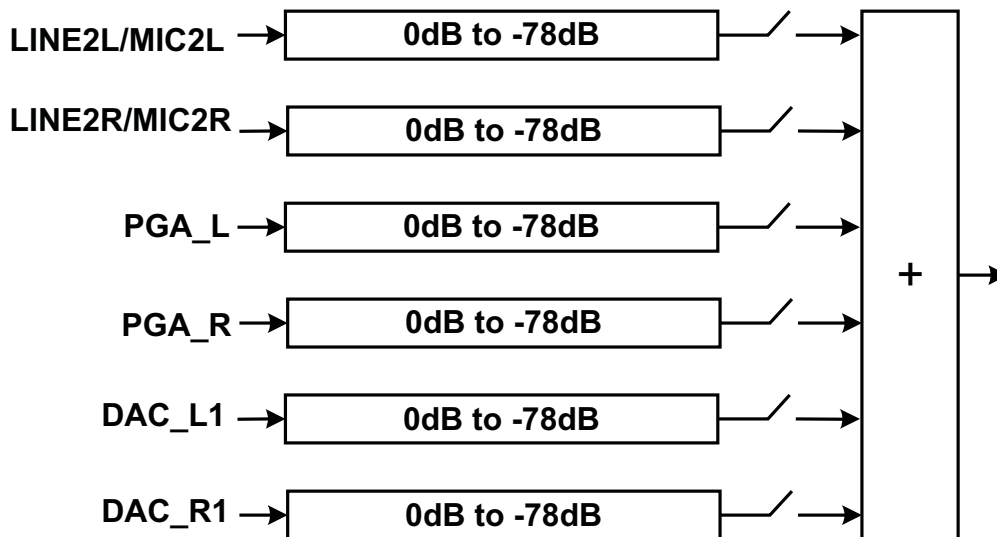 LINE2L/MIC2L 0dB to -78dB
LINE2R/MIC2R 0dB to -78dB
PGA_L 0dB to -78dB
+
PGA_R 0dB to -78dB
DAC_L1 0dB to -78dB
DAC_R1 0dB to -78dB